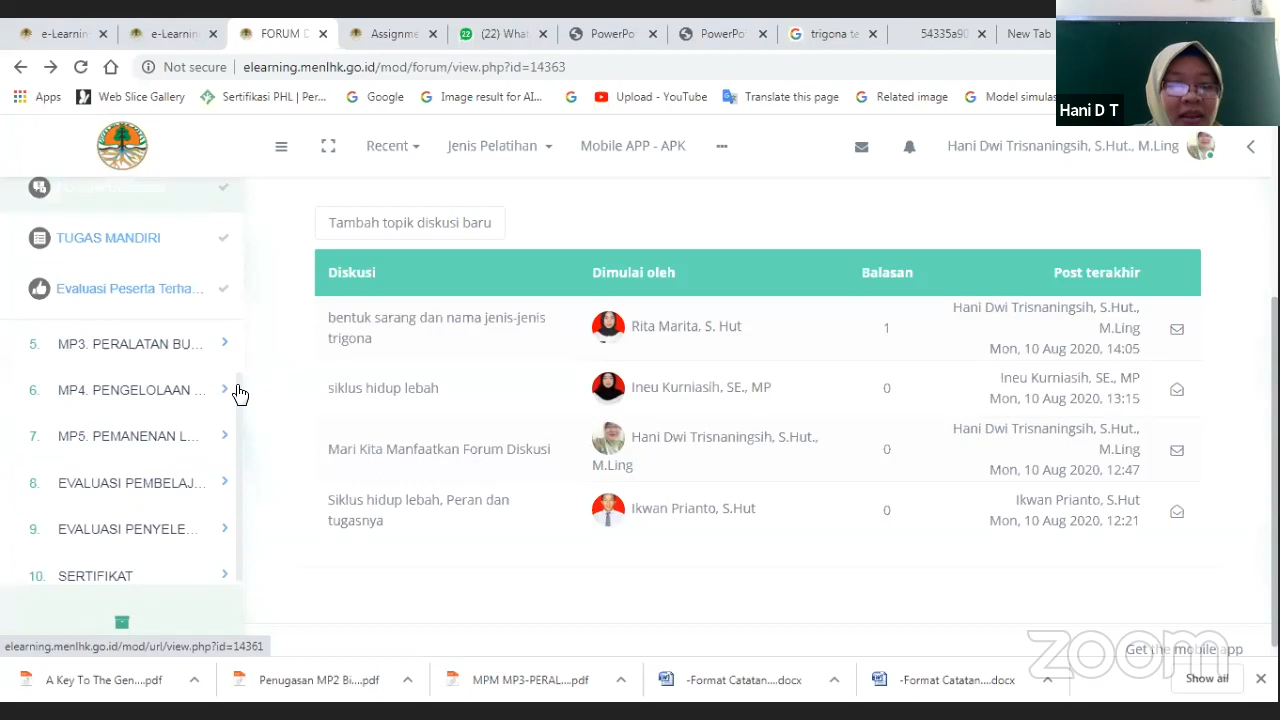 e-Learnin
e-Learnin
FORUM D
Assignme
(22) What
PowerPo
PowerPo
trigona te
54335a90
New Tab
Not secure
elearning.menlhk.go.id/mod/forum/view.php?id=14363
Apps
Web Slice Gallery
Sertifikasi PHL | Per...
Google
Image result for AI...
Upload - YouTube
Translate this page
Related image
Model simulas
Hani D T
Recent
Jenis Pelatihan
Mobile APP - APK
Hani Dwi Trisnaningsih, S.Hut., M.Ling
TUGAS MANDIRI
Evaluasi Peserta Terha...
5. MP3. PERALATAN BU...
6. MP4. PENGELOLAAN ...
7. MP5. PEMANENAN L...
8. EVALUASI PEMBELAJ...
9. EVALUASI PENYELE...
10. SERTIFIKAT
Tambah topik diskusi baru
Diskusi Dimulai oleh Balasan Post terakhir
bentuk sarang dan nama jenis-jenis
trigona
Rita Marita, S. Hut
1
Hani Dwi Trisnaningsih, S.Hut.,
M.Ling
Mon, 10 Aug 2020, 14:05
siklus hidup lebah
Ineu Kurniasih, SE., MP
0
Ineu Kurniasih, SE., MP
Mon, 10 Aug 2020, 13:15
Mari Kita Manfaatkan Forum Diskusi
Hani Dwi Trisnaningsih, S.Hut.,
M.Ling
0
Hani Dwi Trisnaningsih, S.Hut.,
M.Ling
Mon, 10 Aug 2020, 12:47
Siklus hidup lebah, Peran dan
tugasnya
Ikwan Prianto, S.Hut
0
Ikwan Prianto, S.Hut
Mon, 10 Aug 2020, 12:21
elearning.menlhk.go.id/mod/url/view.php?id=14361
Get the mobile app
zoom
A Key To The Gen....pdf
Penugasan MP2 Bi....pdf
MPM MP3-PERAL....pdf
-Format Catatan....docx
-Format Catatan....docx
Show all